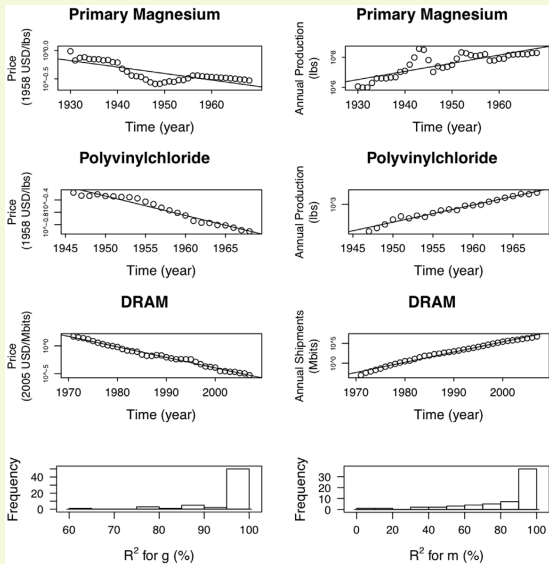 Primary Magnesium
Price
(1958 USD/lbs)
10^0.0
10^−0.5
1930 1940 1950 1960
Time (year)
Primary Magnesium
Annual Production
(lbs)
10^8
10^6
1930 1940 1950 1960
Time (year)
Polyvinylchloride
Price
(1958 USD/lbs)
10^−0.4
10^−0.8
1945 1950 1955 1960 1965
Time (year)
Polyvinylchloride
Annual Production
(lbs)
10^3
1945 1950 1955 1960 1965
Time (year)
DRAM
Price
(2005 USD/Mbits)
10^0
10^−5
1970 1980 1990 2000
Time (year)
DRAM
Annual Shipments
(Mbits)
10^5
10^0
1970 1980 1990 2000
Time (year)
Frequency
40
20
0
60 70 80 90 100
R² for g (%)
Frequency
30
20
10
0
0 20 40 60 80 100
R² for m (%)